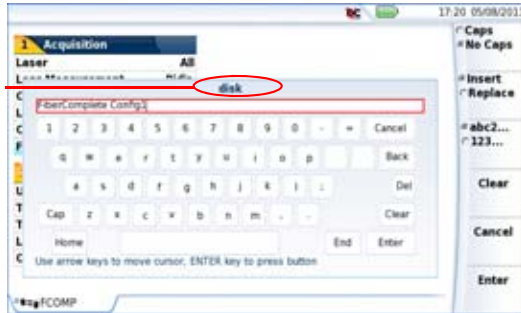 17:20 05/08/201
1 Acquisition
Laser All
disk
FiberComplete Config1
1 2 3 4 5 6 7 8 9 0 - = Cancel
q w e r t y u i o p Back
a s d f g h j k l ; Del
Cap z x c v b n m , . Clear
Home End Enter
Use arrow keys to move cursor, ENTER key to press button
FCOMP
Caps
No Caps
Insert
Replace
abc2...
123...
Clear
Cancel
Enter